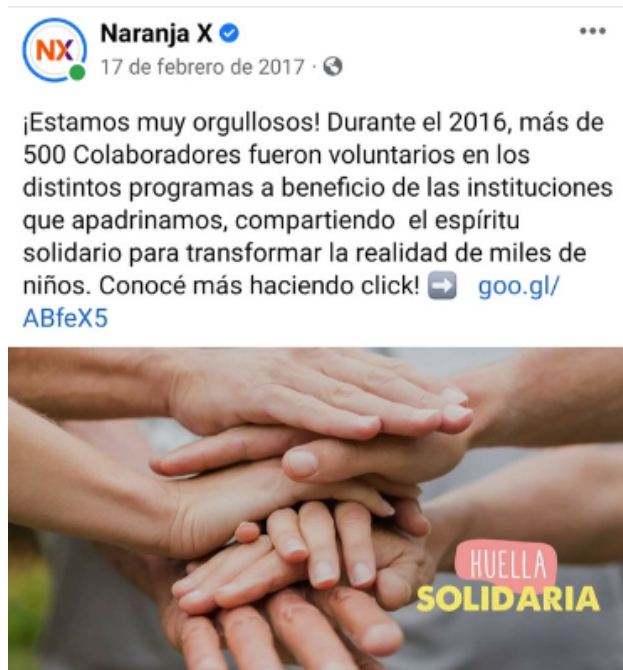 NX
Naranja X
17 de febrero de 2017 ·
¡Estamos muy orgullosos! Durante el 2016, más de
500 Colaboradores fueron voluntarios en los
distintos programas a beneficio de las instituciones
que apadrinamos, compartiendo  el espíritu
solidario para transformar la realidad de miles de
niños. Conocé más haciendo click! ➡️ goo.gl/
ABfeX5
HUELLA
SOLIDARIA